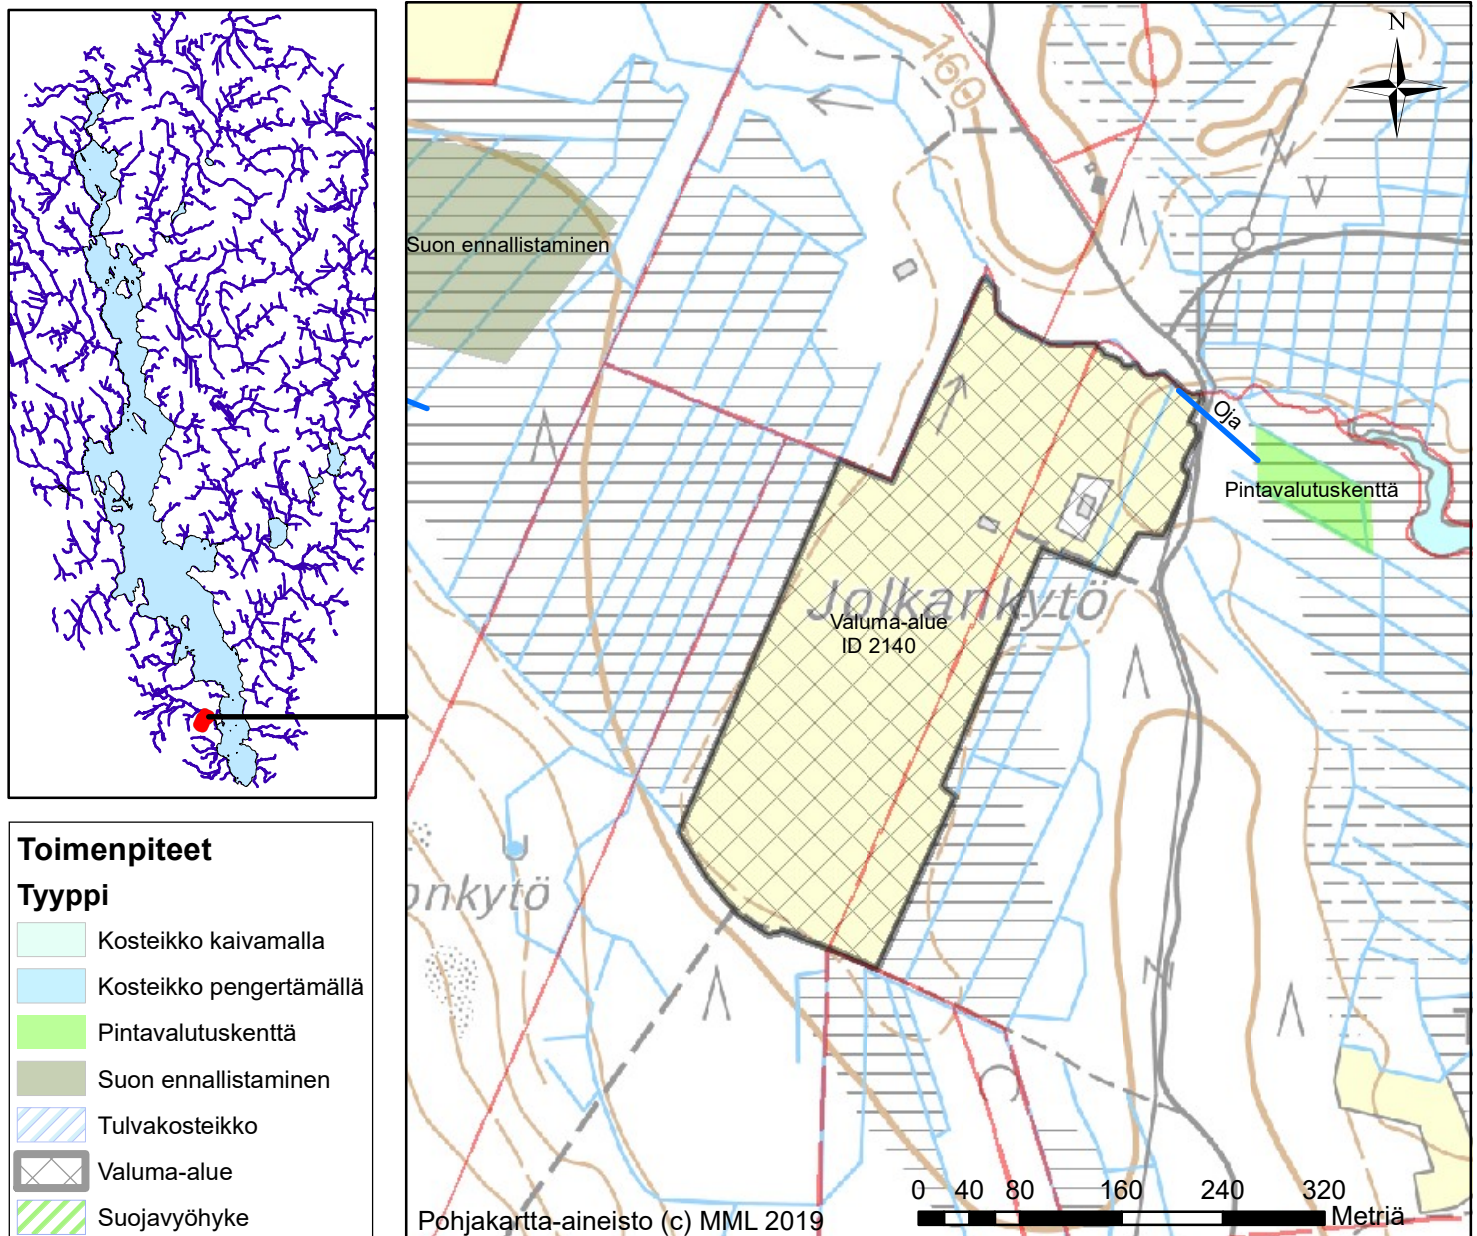 N
160
Suon ennallistaminen
Oja
Pintavalutuskenttä
Jolkankytö
Valuma-alue
ID 2140
onkytö
Toimenpiteet
Tyyppi
Kosteikko kaivamalla
Kosteikko pengertämällä
Pintavalutuskenttä
Suon ennallistaminen
Tulvakosteikko
Valuma-alue
Suojavyöhyke
0 40 80 160 240 320
Metriä
Pohjakartta-aineisto (c) MML 2019